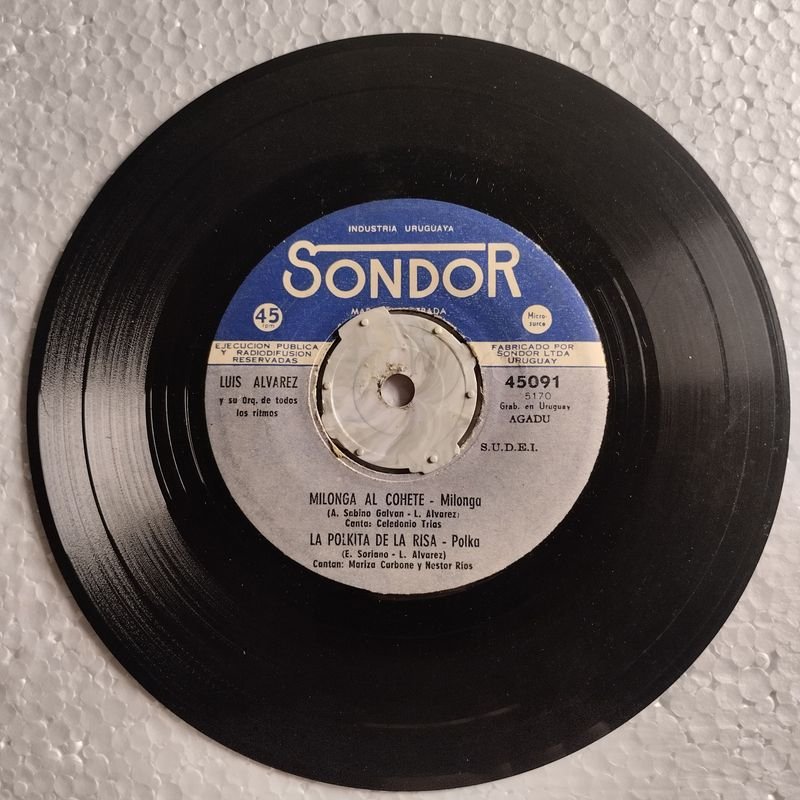 INDUSTRIA URUGUAYA
SONDOR
45
rpm
Micro-
surco
EJECUCION PUBLICA
Y RADIODIFUSION
RESERVADAS
FABRICADO POR
SONDOR LTDA
URUGUAY
LUIS ALVAREZ
y su Orq. de todos
los ritmos
45091
5170
Grab. en Uruguay
AGADU
S.U.D.E.I.
MILONGA AL COHETE - Milonga
(A. Sabino Galvan - L. Alvarez)
Canta: Celedonio Trias
LA POLKITA DE LA RISA - Polka
(E. Soriano - L. Alvarez)
Cantan: Mariza Carbone y Nestor Ríos